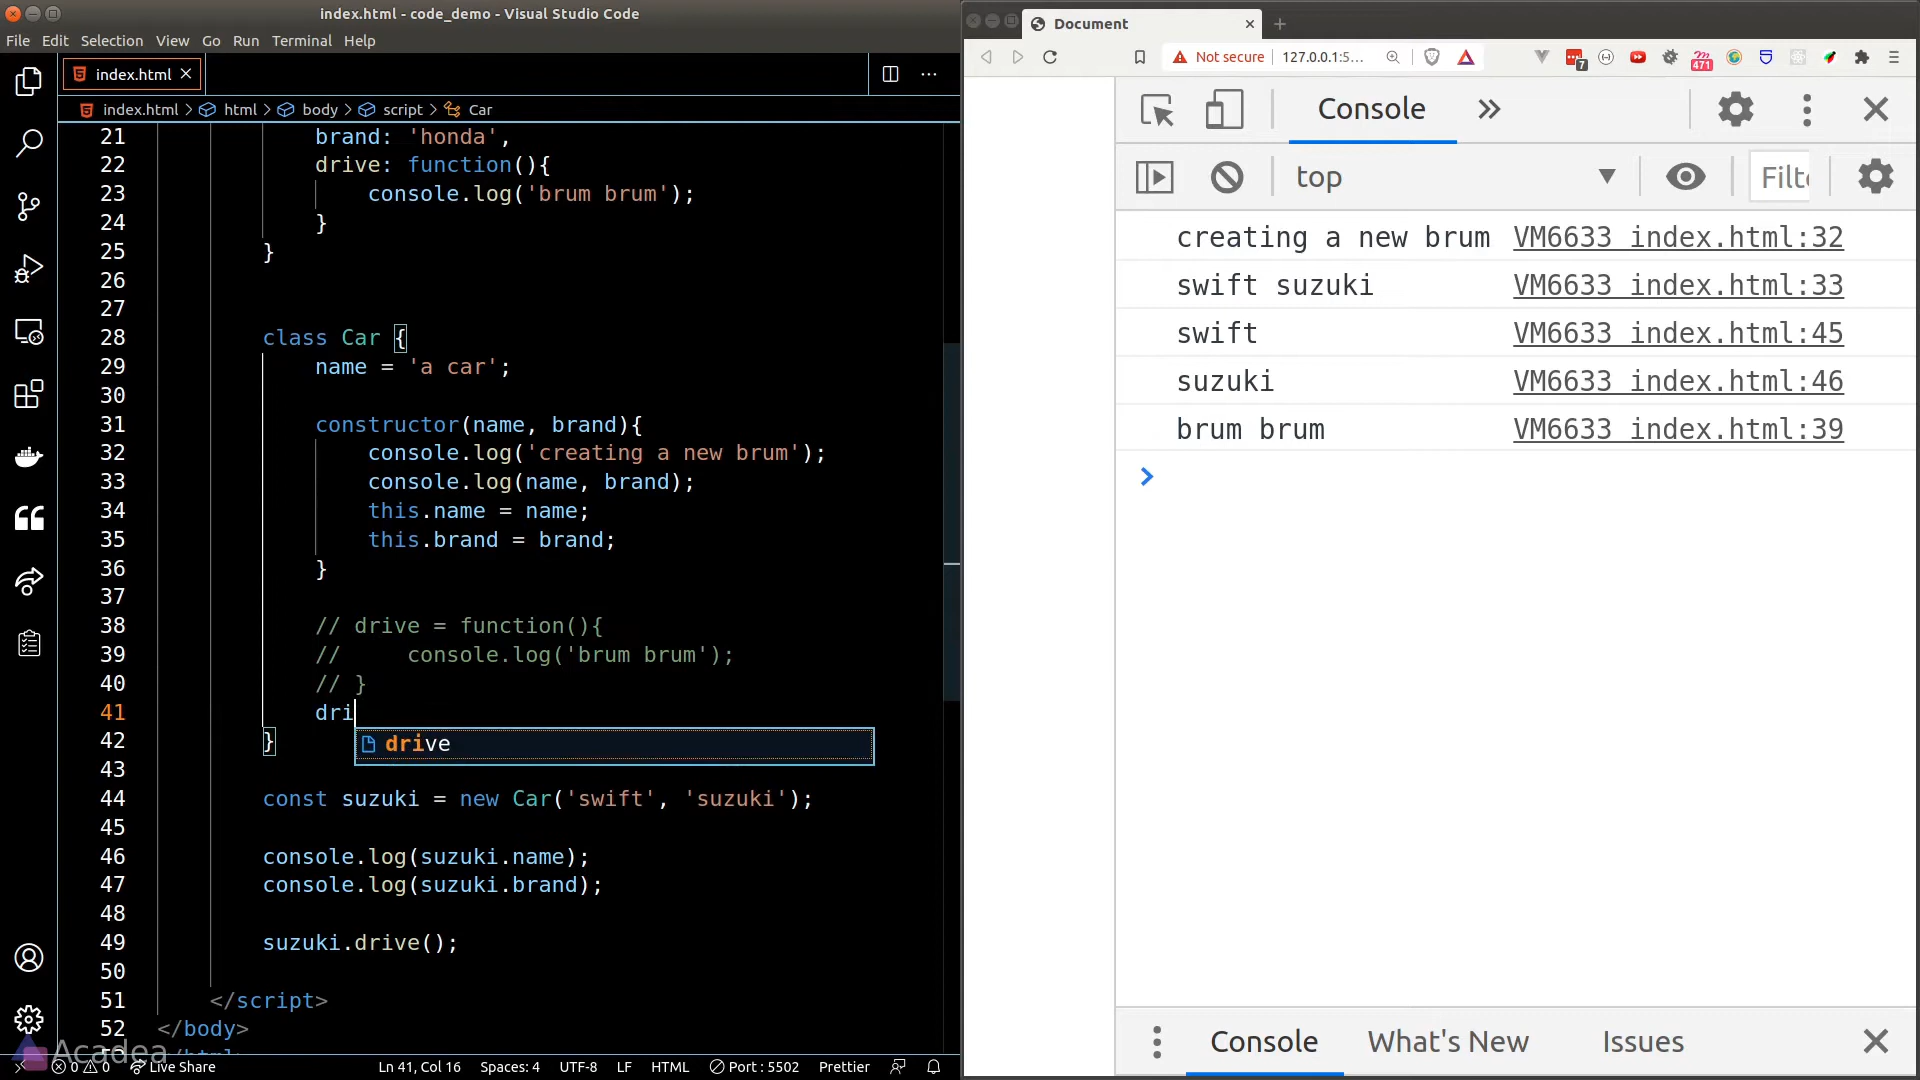 index.html - code_demo - Visual Studio Code
File Edit Selection View Go Run Terminal Help
index.html
index.html > html > body > script > Car
21 brand: 'honda',
22 drive: function(){
23 console.log('brum brum');
24 }
25 }
26
27
28 class Car {
29 name = 'a car';
30
31 constructor(name, brand){
32 console.log('creating a new brum');
33 console.log(name, brand);
34 this.name = name;
35 this.brand = brand;
36 }
37
38 // drive = function(){
39 // console.log('brum brum');
40 // }
41 dri
drive
42 }
43
44 const suzuki = new Car('swift', 'suzuki');
45
46 console.log(suzuki.name);
47 console.log(suzuki.brand);
48
49 suzuki.drive();
50
51 </script>
52 </body>
Acadea
0 0 Live Share Ln 41, Col 16 Spaces: 4 UTF-8 LF HTML Port : 5502 Prettier
Document
Not secure 127.0.0.1:5... 7 471
Console
top Filt
creating a new brum VM6633 index.html:32
swift suzuki VM6633 index.html:33
swift VM6633 index.html:45
suzuki VM6633 index.html:46
brum brum VM6633 index.html:39
Console What's New Issues